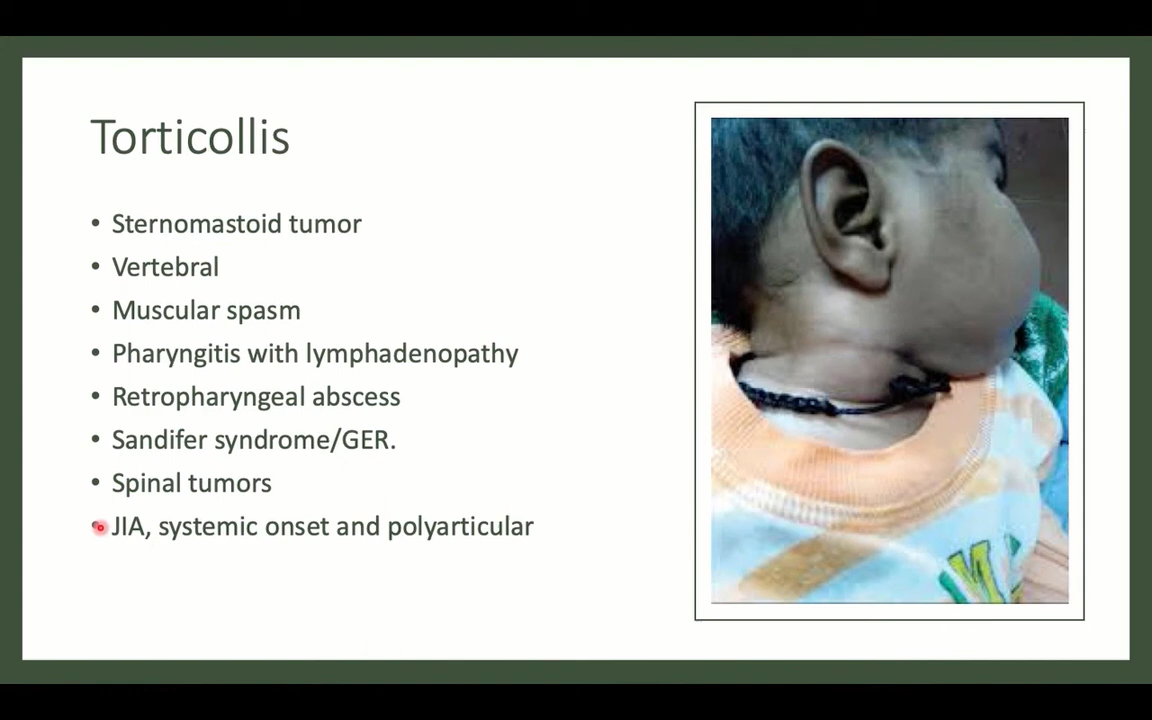 Torticollis
• Sternomastoid tumor
• Vertebral
• Muscular spasm
• Pharyngitis with lymphadenopathy
• Retropharyngeal abscess
• Sandifer syndrome/GER.
• Spinal tumors
• JIA, systemic onset and polyarticular